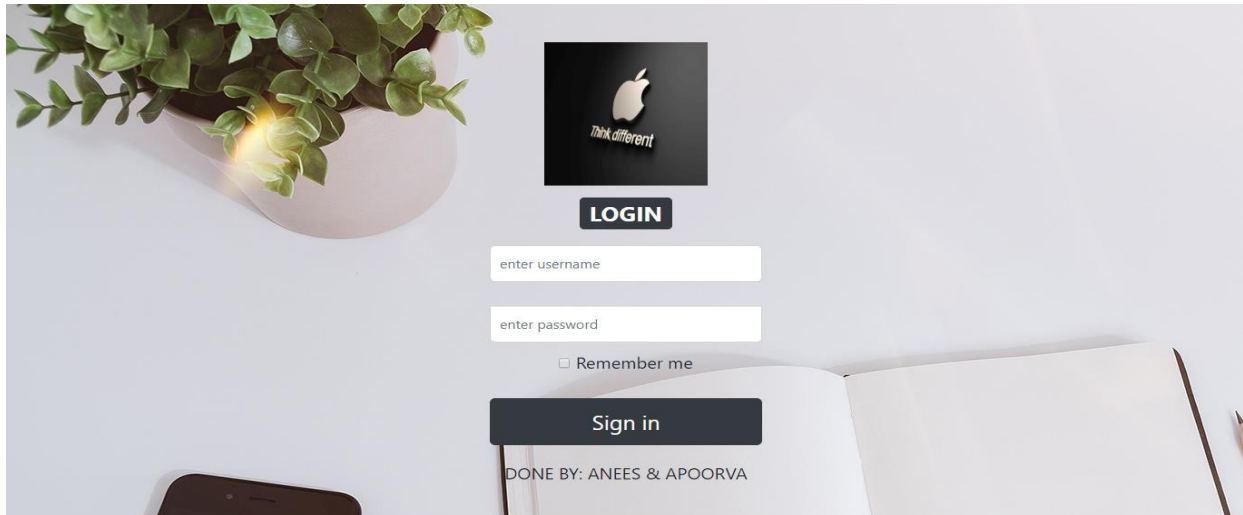 Think different
LOGIN
enter username
enter password
Remember me
Sign in
DONE BY: ANEES & APOORVA